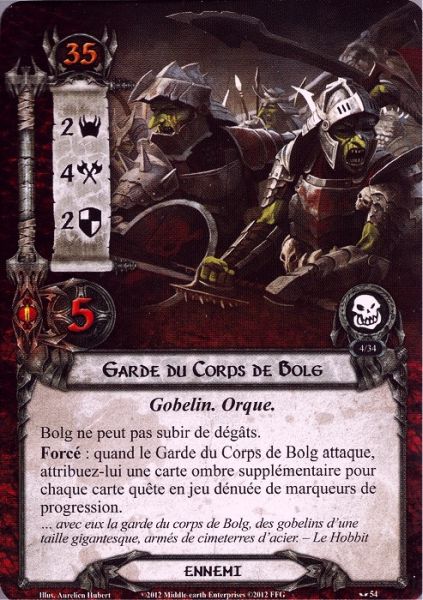 35
2
4
2
5
4/34
Garde du Corps de Bolg
Gobelin. Orque.
Bolg ne peut pas subir de dégâts.
Forcé : quand le Garde du Corps de Bolg attaque,
attribuez-lui une carte ombre supplémentaire pour
chaque carte quête en jeu dénuée de marqueurs de
progression.
… avec eux la garde du corps de Bolg, des gobelins d'une
taille gigantesque, armés de cimeterres d'acier. – Le Hobbit
ENNEMI
Illus. Aurelien Hubert ©2012 Middle-earth Enterprises ©2012 FFG 54